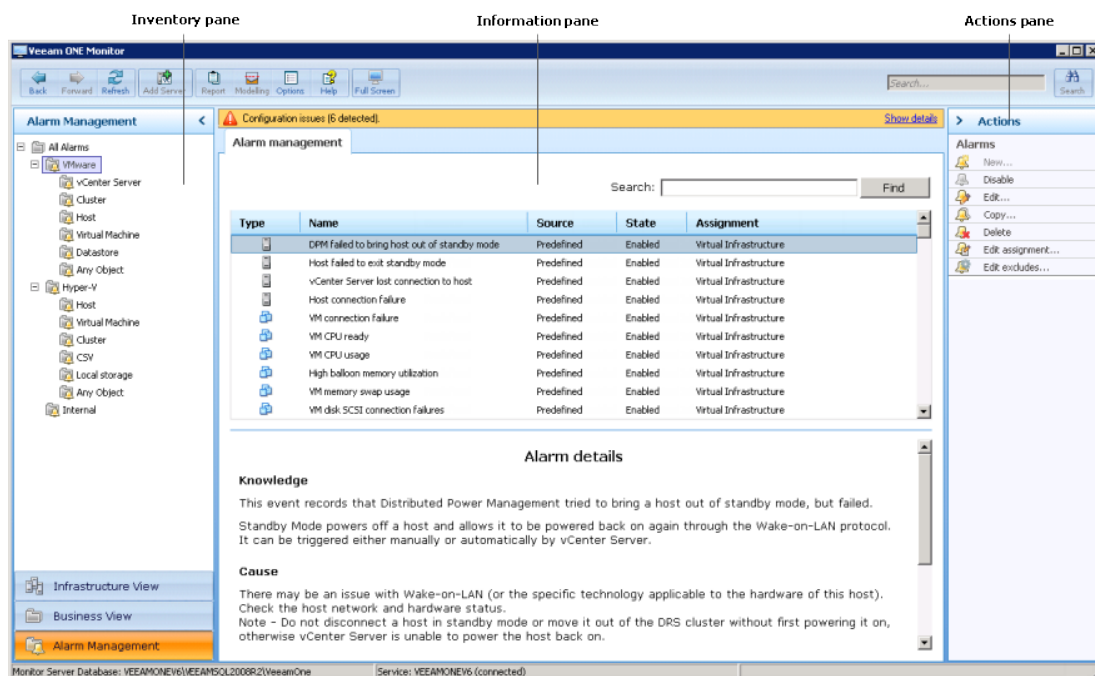 Inventory pane
Information pane
Actions pane
Veeam ONE Monitor
Back
Forward
Refresh
Add Server
Report
Modelling
Options
Help
Full Screen
Search...
Search
Alarm Management
All Alarms
VMware
vCenter Server
Cluster
Host
Virtual Machine
Datastore
Any Object
Hyper-V
Host
Virtual Machine
Cluster
CSV
Local storage
Any Object
Internal
Infrastructure View
Business View
Alarm Management
Configuration issues (6 detected).
Show details
Alarm management
Search:
Find
Type Name Source State Assignment
DPM failed to bring host out of standby mode Predefined Enabled Virtual Infrastructure
Host failed to exit standby mode Predefined Enabled Virtual Infrastructure
vCenter Server lost connection to host Predefined Enabled Virtual Infrastructure
Host connection failure Predefined Enabled Virtual Infrastructure
VM connection failure Predefined Enabled Virtual Infrastructure
VM CPU ready Predefined Enabled Virtual Infrastructure
VM CPU usage Predefined Enabled Virtual Infrastructure
High balloon memory utilization Predefined Enabled Virtual Infrastructure
VM memory swap usage Predefined Enabled Virtual Infrastructure
VM disk SCSI connection failures Predefined Enabled Virtual Infrastructure
Alarm details
Knowledge
This event records that Distributed Power Management tried to bring a host out of standby mode, but failed.
Standby Mode powers off a host and allows it to be powered back on again through the Wake-on-LAN protocol.
It can be triggered either manually or automatically by vCenter Server.
Cause
There may be an issue with Wake-on-LAN (or the specific technology applicable to the hardware of this host).
Check the host network and hardware status.
Note - Do not disconnect a host in standby mode or move it out of the DRS cluster without first powering it on,
otherwise vCenter Server is unable to power the host back on.
Actions
Alarms
New...
Disable
Edit...
Copy...
Delete
Edit assignment...
Edit excludes...
Monitor Server Database: VEEAMONEV6\VEEAMSQL2008R2\VeeamOne
Service: VEEAMONEV6 (connected)